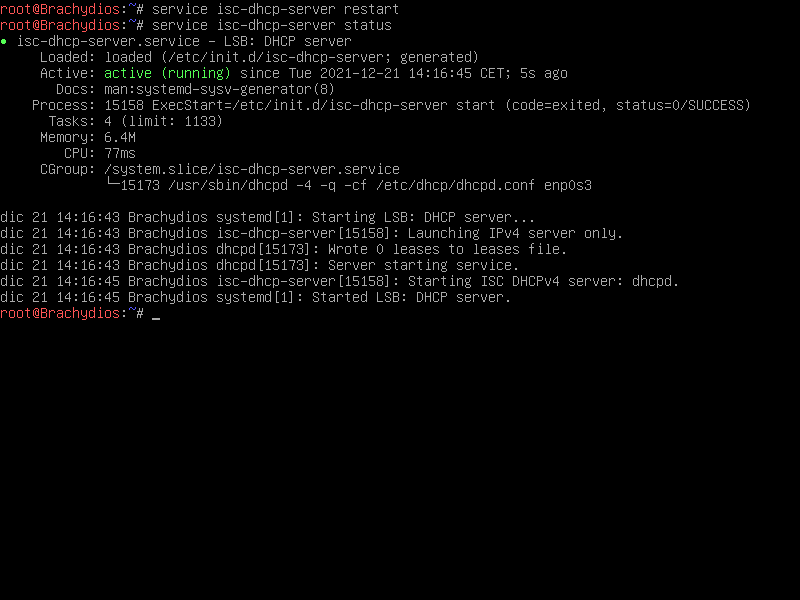 root@Brachydios:~# service isc-dhcp-server restart
root@Brachydios:~# service isc-dhcp-server status
● isc-dhcp-server.service - LSB: DHCP server
     Loaded: loaded (/etc/init.d/isc-dhcp-server; generated)
     Active: active (running) since Tue 2021-12-21 14:16:45 CET; 5s ago
       Docs: man:systemd-sysv-generator(8)
    Process: 15158 ExecStart=/etc/init.d/isc-dhcp-server start (code=exited, status=0/SUCCESS)
      Tasks: 4 (limit: 1133)
     Memory: 6.4M
        CPU: 77ms
     CGroup: /system.slice/isc-dhcp-server.service
             └─15173 /usr/sbin/dhcpd -4 -q -cf /etc/dhcp/dhcpd.conf enp0s3
dic 21 14:16:43 Brachydios systemd[1]: Starting LSB: DHCP server...
dic 21 14:16:43 Brachydios isc-dhcp-server[15158]: Launching IPv4 server only.
dic 21 14:16:43 Brachydios dhcpd[15173]: Wrote 0 leases to leases file.
dic 21 14:16:43 Brachydios dhcpd[15173]: Server starting service.
dic 21 14:16:45 Brachydios isc-dhcp-server[15158]: Starting ISC DHCPv4 server: dhcpd.
dic 21 14:16:45 Brachydios systemd[1]: Started LSB: DHCP server.
root@Brachydios:~# _